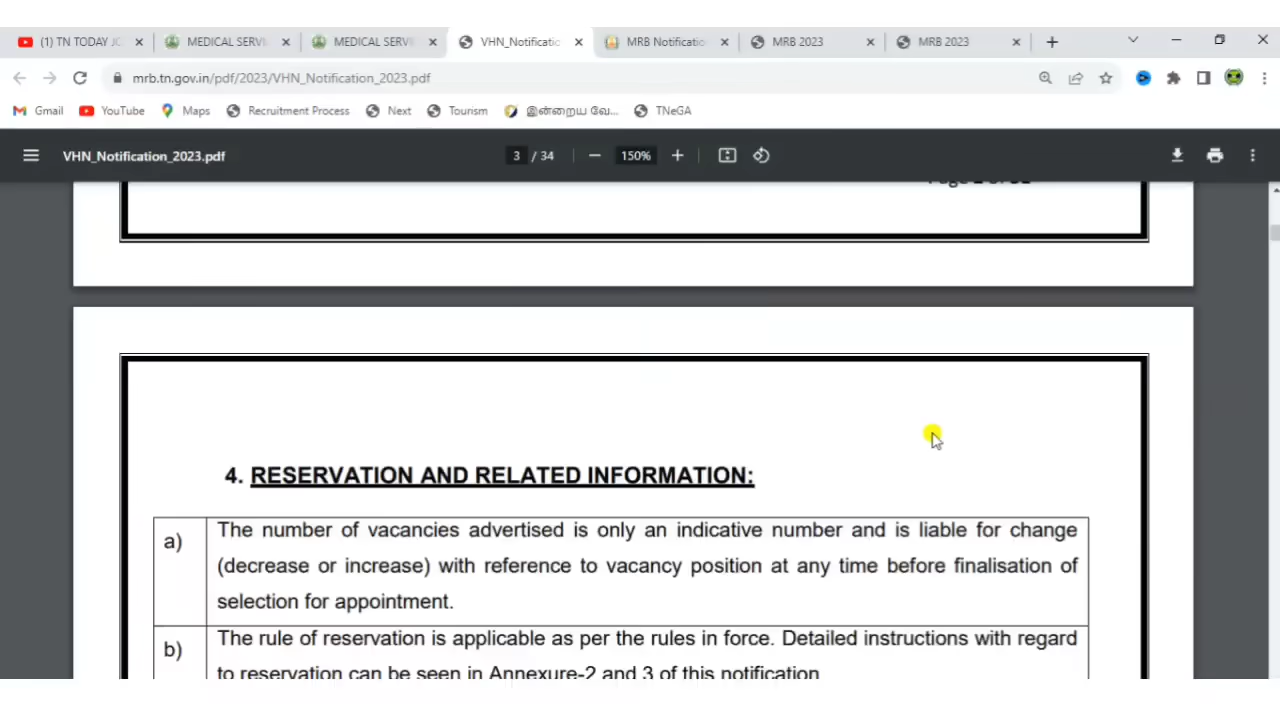 (1) TN TODAY JO
MEDICAL SERVI
MEDICAL SERVI
VHN_Notificatio
MRB Notificatio
MRB 2023
MRB 2023
mrb.tn.gov.in/pdf/2023/VHN_Notification_2023.pdf
Gmail YouTube Maps Recruitment Process Next Tourism இன்றைய வே... TNeGA
VHN_Notification_2023.pdf 3 / 34 150%
4. RESERVATION AND RELATED INFORMATION:
a) The number of vacancies advertised is only an indicative number and is liable for change
(decrease or increase) with reference to vacancy position at any time before finalisation of
selection for appointment.
b) The rule of reservation is applicable as per the rules in force. Detailed instructions with regard
to reservation can be seen in Annexure-2 and 3 of this notification